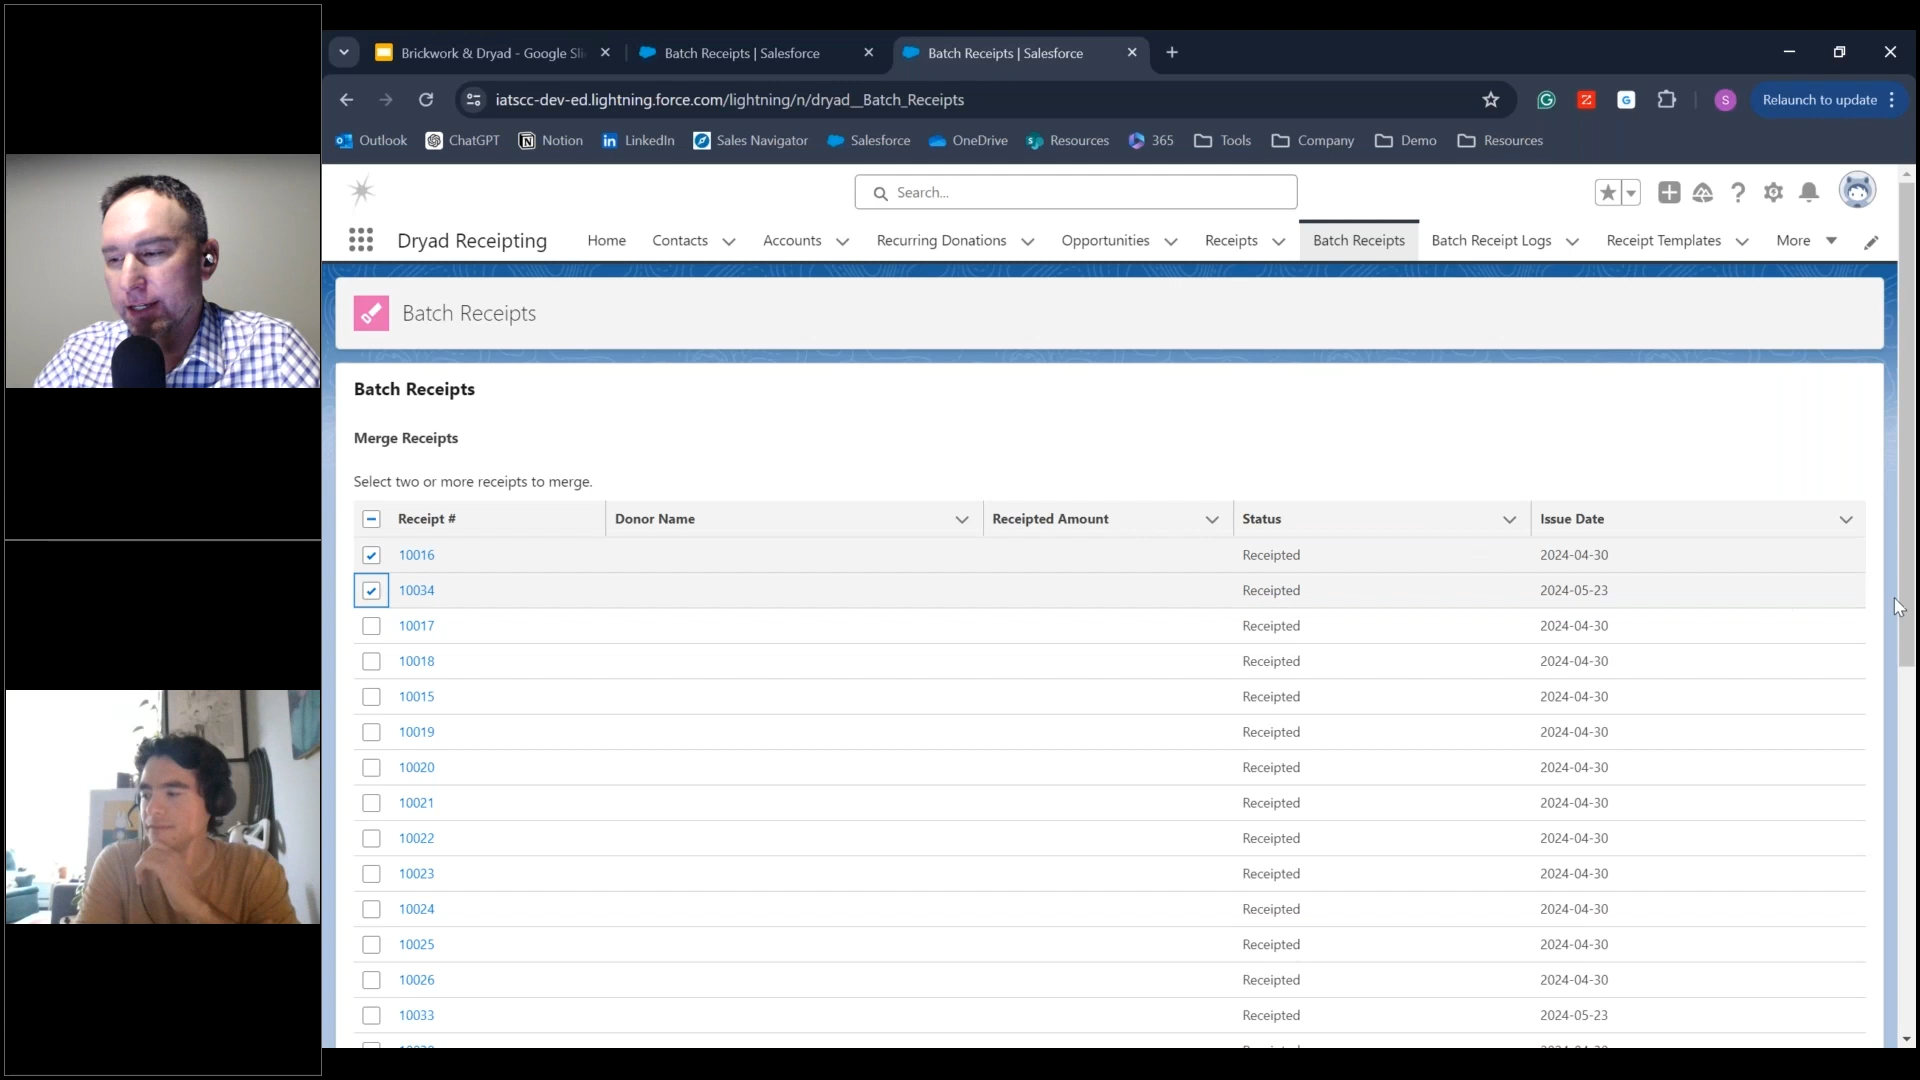 Brickwork & Dryad - Google Sli
Batch Receipts | Salesforce
Batch Receipts | Salesforce
iatscc-dev-ed.lightning.force.com/lightning/n/dryad__Batch_Receipts
S
Relaunch to update
Outlook
ChatGPT
Notion
LinkedIn
Sales Navigator
Salesforce
OneDrive
Resources
365
Tools
Company
Demo
Resources
Search...
Dryad Receipting
Home
Contacts
Accounts
Recurring Donations
Opportunities
Receipts
Batch Receipts
Batch Receipt Logs
Receipt Templates
More
Batch Receipts
Batch Receipts
Merge Receipts
Select two or more receipts to merge.
Receipt # Donor Name Receipted Amount Status Issue Date
10016 Receipted 2024-04-30
10034 Receipted 2024-05-23
10017 Receipted 2024-04-30
10018 Receipted 2024-04-30
10015 Receipted 2024-04-30
10019 Receipted 2024-04-30
10020 Receipted 2024-04-30
10021 Receipted 2024-04-30
10022 Receipted 2024-04-30
10023 Receipted 2024-04-30
10024 Receipted 2024-04-30
10025 Receipted 2024-04-30
10026 Receipted 2024-04-30
10033 Receipted 2024-05-23